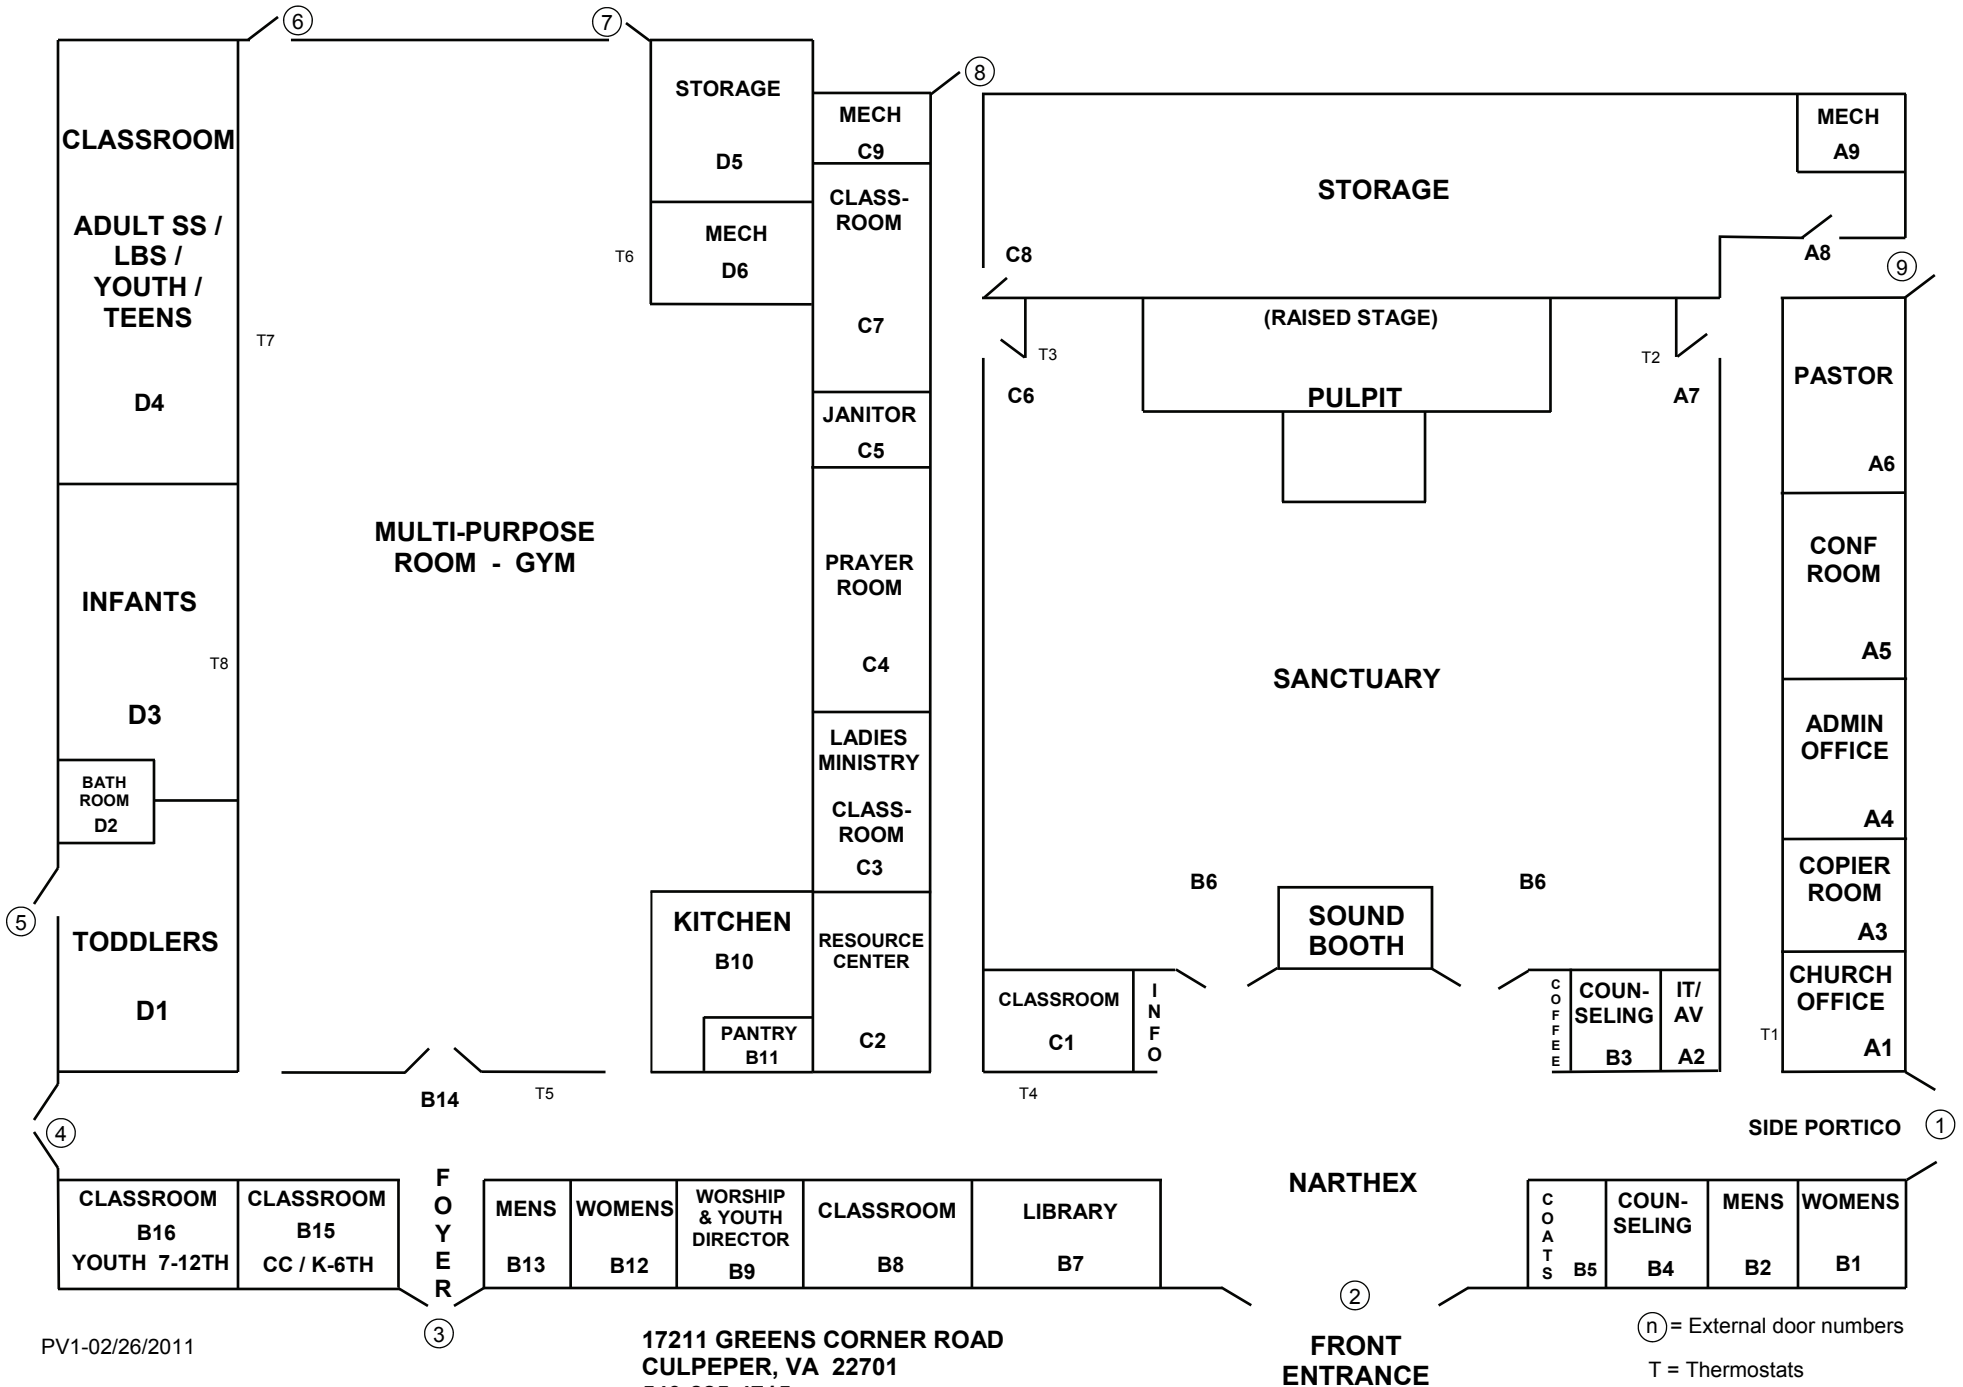 6
7
8
CLASSROOM
ADULT SS /
LBS /
YOUTH /
TEENS
D4
T7
STORAGE
D5
MECH
D6
T6
MECH
C9
CLASS-
ROOM
C7
JANITOR
C5
PRAYER
ROOM
C4
LADIES
MINISTRY
CLASS-
ROOM
C3
RESOURCE
CENTER
C2
STORAGE
MECH
A9
C8
A8
9
(RAISED STAGE)
PULPIT
T3
C6
T2
A7
PASTOR
A6
CONF
ROOM
A5
ADMIN
OFFICE
A4
COPIER
ROOM
A3
CHURCH
OFFICE
A1
T1
MULTI-PURPOSE
ROOM - GYM
SANCTUARY
INFANTS
T8
D3
BATH
ROOM
D2
5
TODDLERS
D1
KITCHEN
B10
PANTRY
B11
B6
B6
SOUND
BOOTH
CLASSROOM
C1
INFO
COFFEE
COUN-
SELING
B3
IT/
AV
A2
B14
T5
T4
4
SIDE PORTICO
1
CLASSROOM
B16
YOUTH 7-12TH
CLASSROOM
B15
CC / K-6TH
FOYER
MENS
B13
WOMENS
B12
WORSHIP
& YOUTH
DIRECTOR
B9
CLASSROOM
B8
LIBRARY
B7
NARTHEX
COATS
B5
COUN-
SELING
B4
MENS
B2
WOMENS
B1
3
2
FRONT
ENTRANCE
PV1-02/26/2011
17211 GREENS CORNER ROAD
CULPEPER, VA 22701
n = External door numbers
T = Thermostats